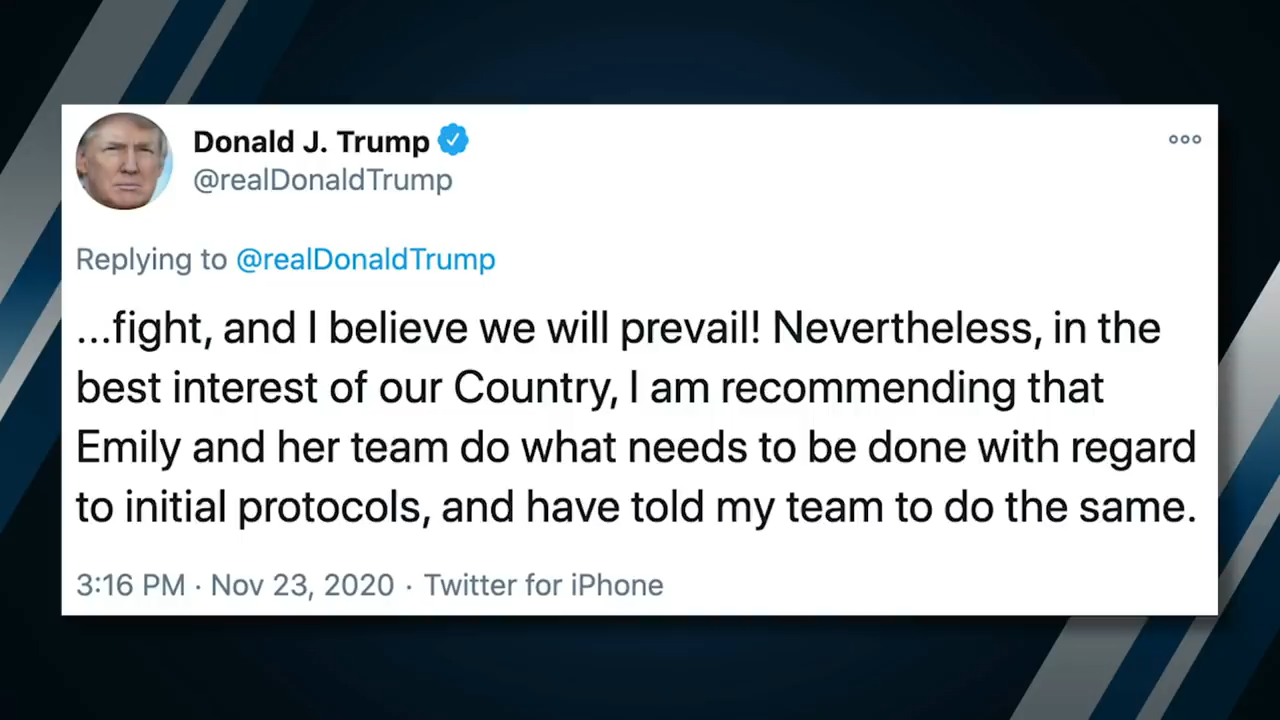 Donald J. Trump
@realDonaldTrump
Replying to @realDonaldTrump
...fight, and I believe we will prevail! Nevertheless, in the
best interest of our Country, I am recommending that
Emily and her team do what needs to be done with regard
to initial protocols, and have told my team to do the same.
3:16 PM · Nov 23, 2020 · Twitter for iPhone